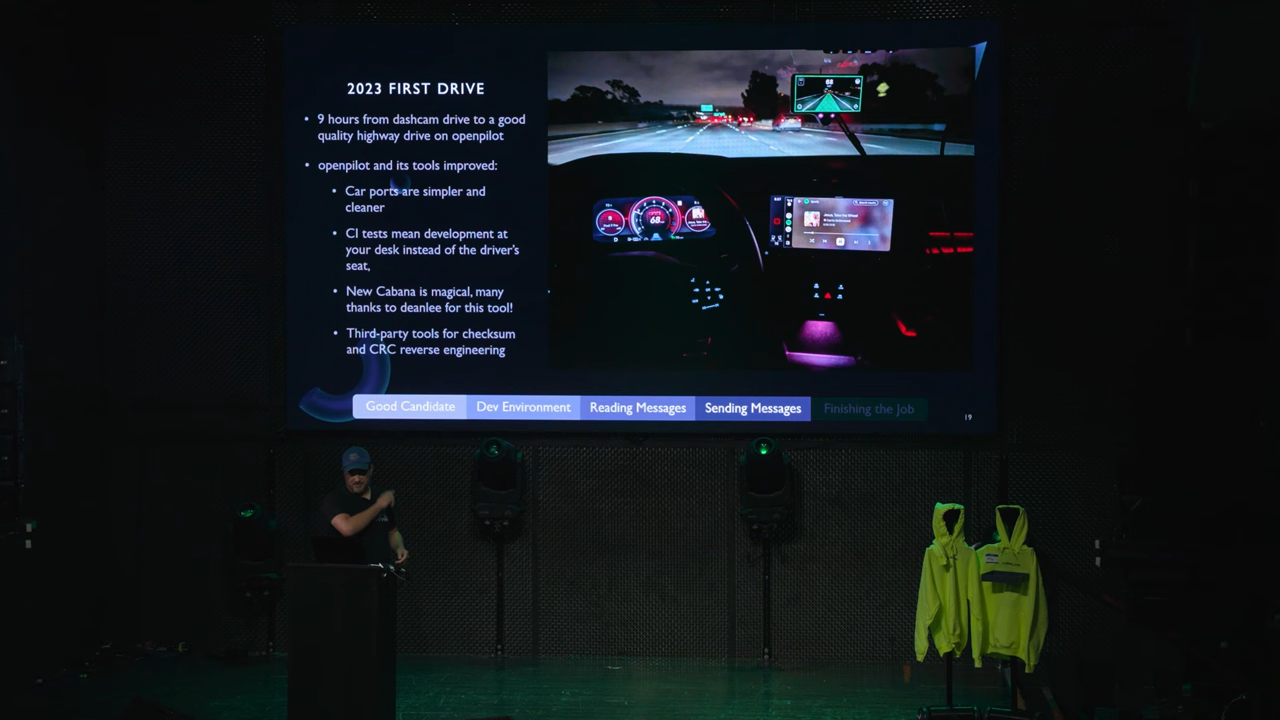 2023 FIRST DRIVE
• 9 hours from dashcam drive to a good
quality highway drive on openpilot
• openpilot and its tools improved:
• Car ports are simpler and
cleaner
• CI tests mean development at
your desk instead of the driver's
seat,
• New Cabana is magical, many
thanks to deanlee for this tool!
• Third-party tools for checksum
and CRC reverse engineering
68
68
Good Candidate
Dev Environment
Reading Messages
Sending Messages
Finishing the Job
19